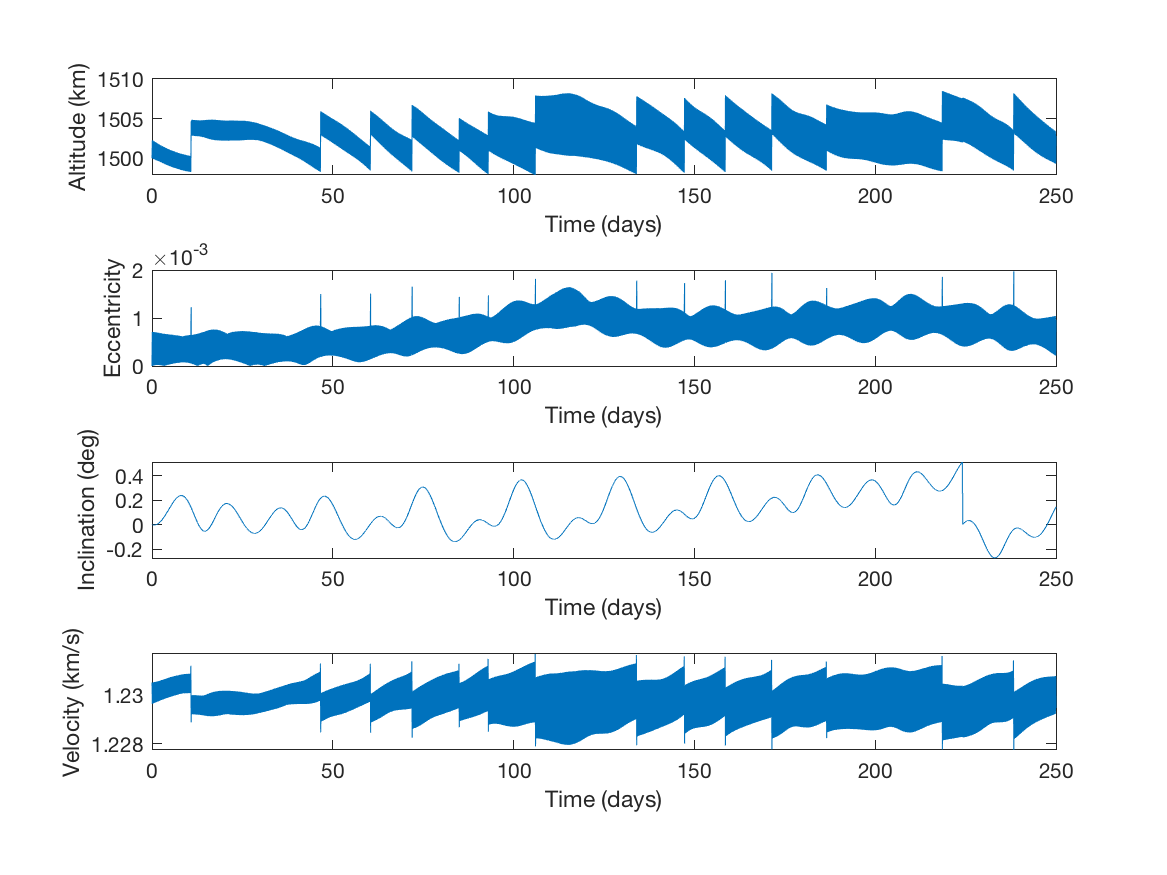 Altitude (km)
1510
1505
1500
0 50 100 150 200 250
Time (days)
×10-3
Eccentricity
2
1
0
0 50 100 150 200 250
Time (days)
Inclination (deg)
0.4
0.2
0
-0.2
0 50 100 150 200 250
Time (days)
Velocity (km/s)
1.23
1.228
0 50 100 150 200 250
Time (days)